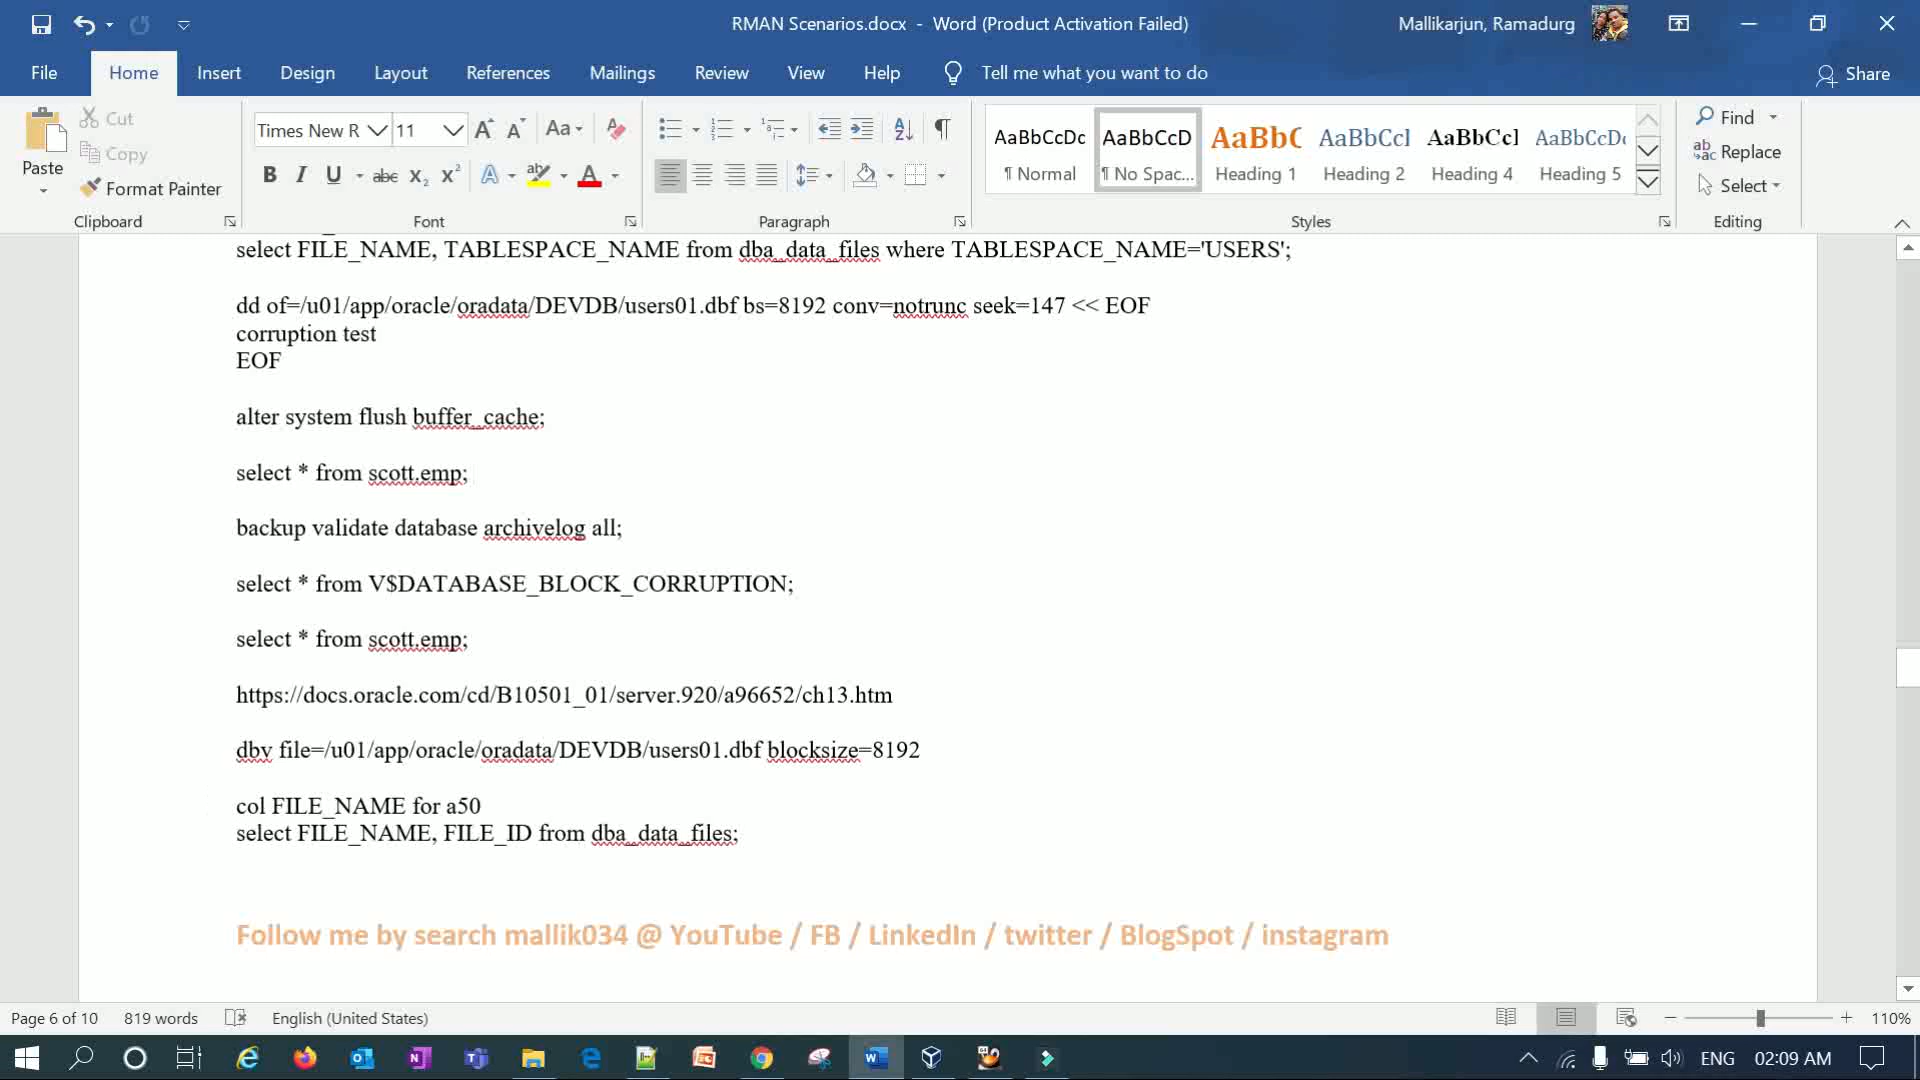 RMAN Scenarios.docx - Word (Product Activation Failed)
Mallikarjun, Ramadurg
File Home Insert Design Layout References Mailings Review View Help Tell me what you want to do Share
Paste
Cut
Copy
Format Painter
Clipboard
Times New R 11
Font
Paragraph
AaBbCcDc AaBbCcD AaBbC AaBbCcI AaBbCcI AaBbCcDc
¶ Normal ¶ No Spac... Heading 1 Heading 2 Heading 4 Heading 5
Styles
Find
Replace
Select
Editing
select FILE_NAME, TABLESPACE_NAME from dba_data_files where TABLESPACE_NAME='USERS';
dd of=/u01/app/oracle/oradata/DEVDB/users01.dbf bs=8192 conv=notrunc seek=147 << EOF
corruption test
EOF
alter system flush buffer_cache;
select * from scott.emp;
backup validate database archivelog all;
select * from V$DATABASE_BLOCK_CORRUPTION;
select * from scott.emp;
https://docs.oracle.com/cd/B10501_01/server.920/a96652/ch13.htm
dbv file=/u01/app/oracle/oradata/DEVDB/users01.dbf blocksize=8192
col FILE_NAME for a50
select FILE_NAME, FILE_ID from dba_data_files;
Follow me by search mallik034 @ YouTube / FB / LinkedIn / twitter / BlogSpot / instagram
Page 6 of 10 819 words English (United States) 110%
ENG 02:09 AM